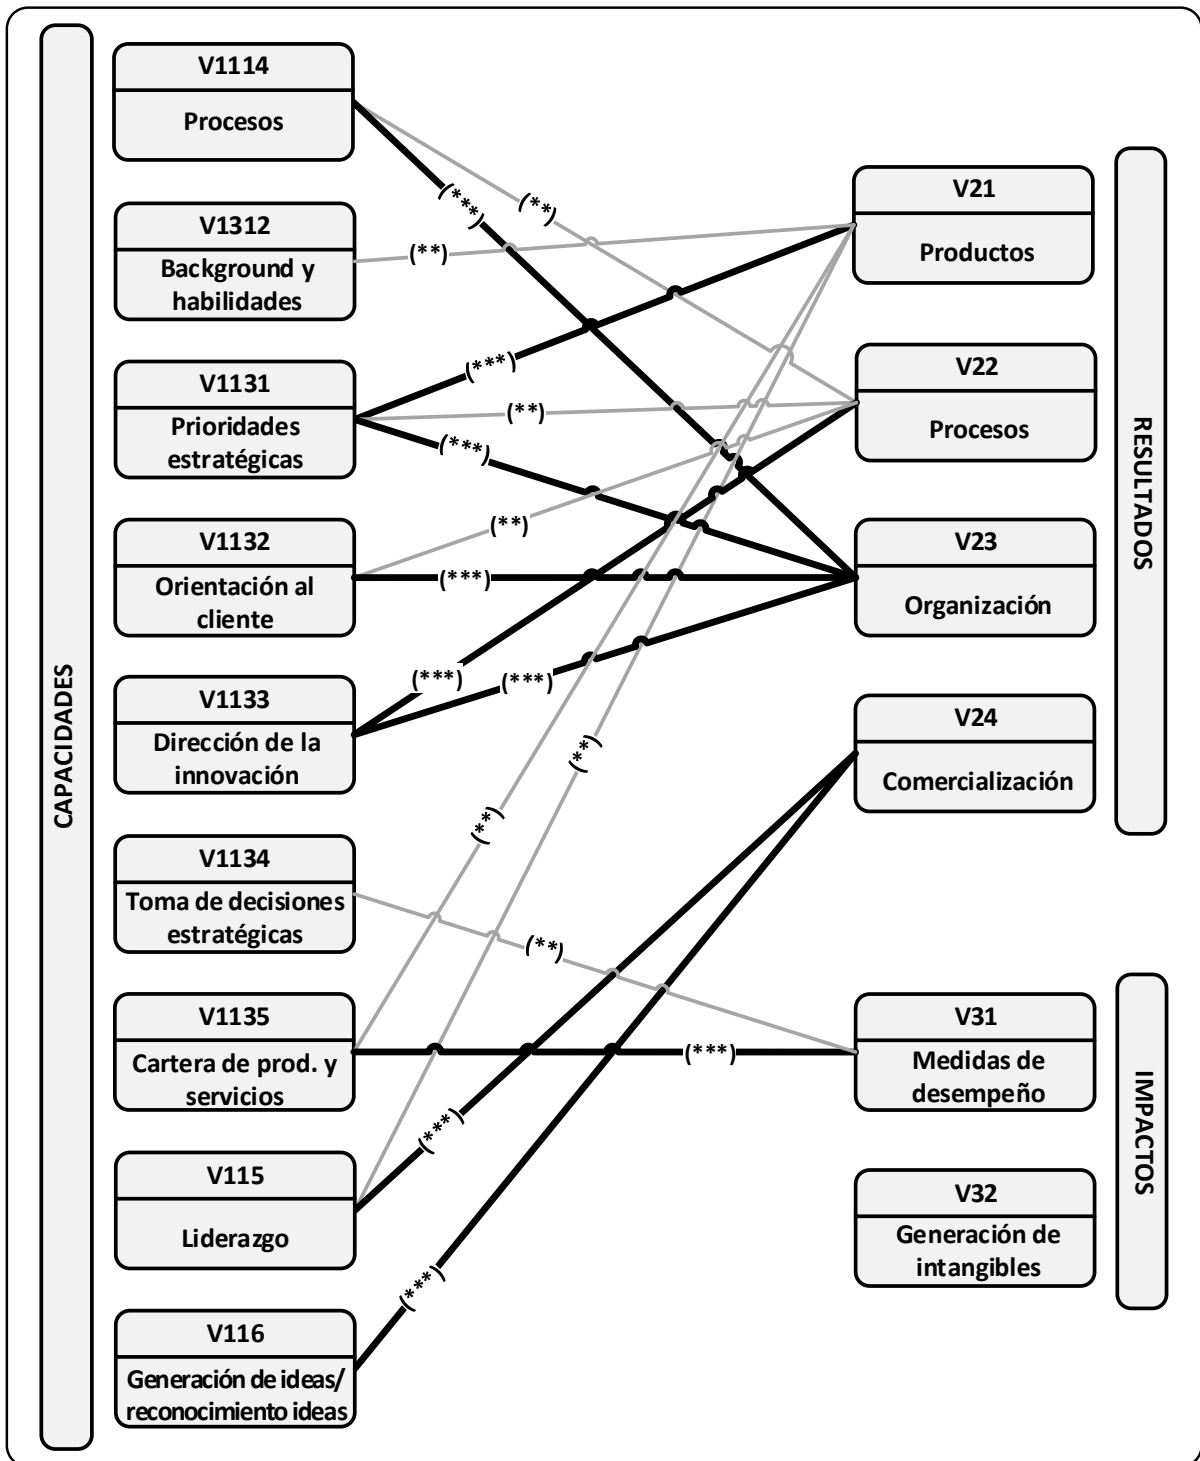 CAPACIDADES
V1114
Procesos
(***)
(**)
V1312
Background y
habilidades
(**)
V1131
Prioridades
estratégicas
(***)
(**)
(***)
V1132
Orientación al
cliente
(**)
(***)
V1133
Dirección de la
innovación
(***)
(***)
V1134
Toma de decisiones
estratégicas
(**)
V1135
Cartera de prod. y
servicios
(**)
(***)
V115
Liderazgo
(**)
(***)
V116
Generación de ideas/
reconocimiento ideas
(***)
V21
Productos
V22
Procesos
V23
Organización
V24
Comercialización
RESULTADOS
V31
Medidas de
desempeño
V32
Generación de
intangibles
IMPACTOS